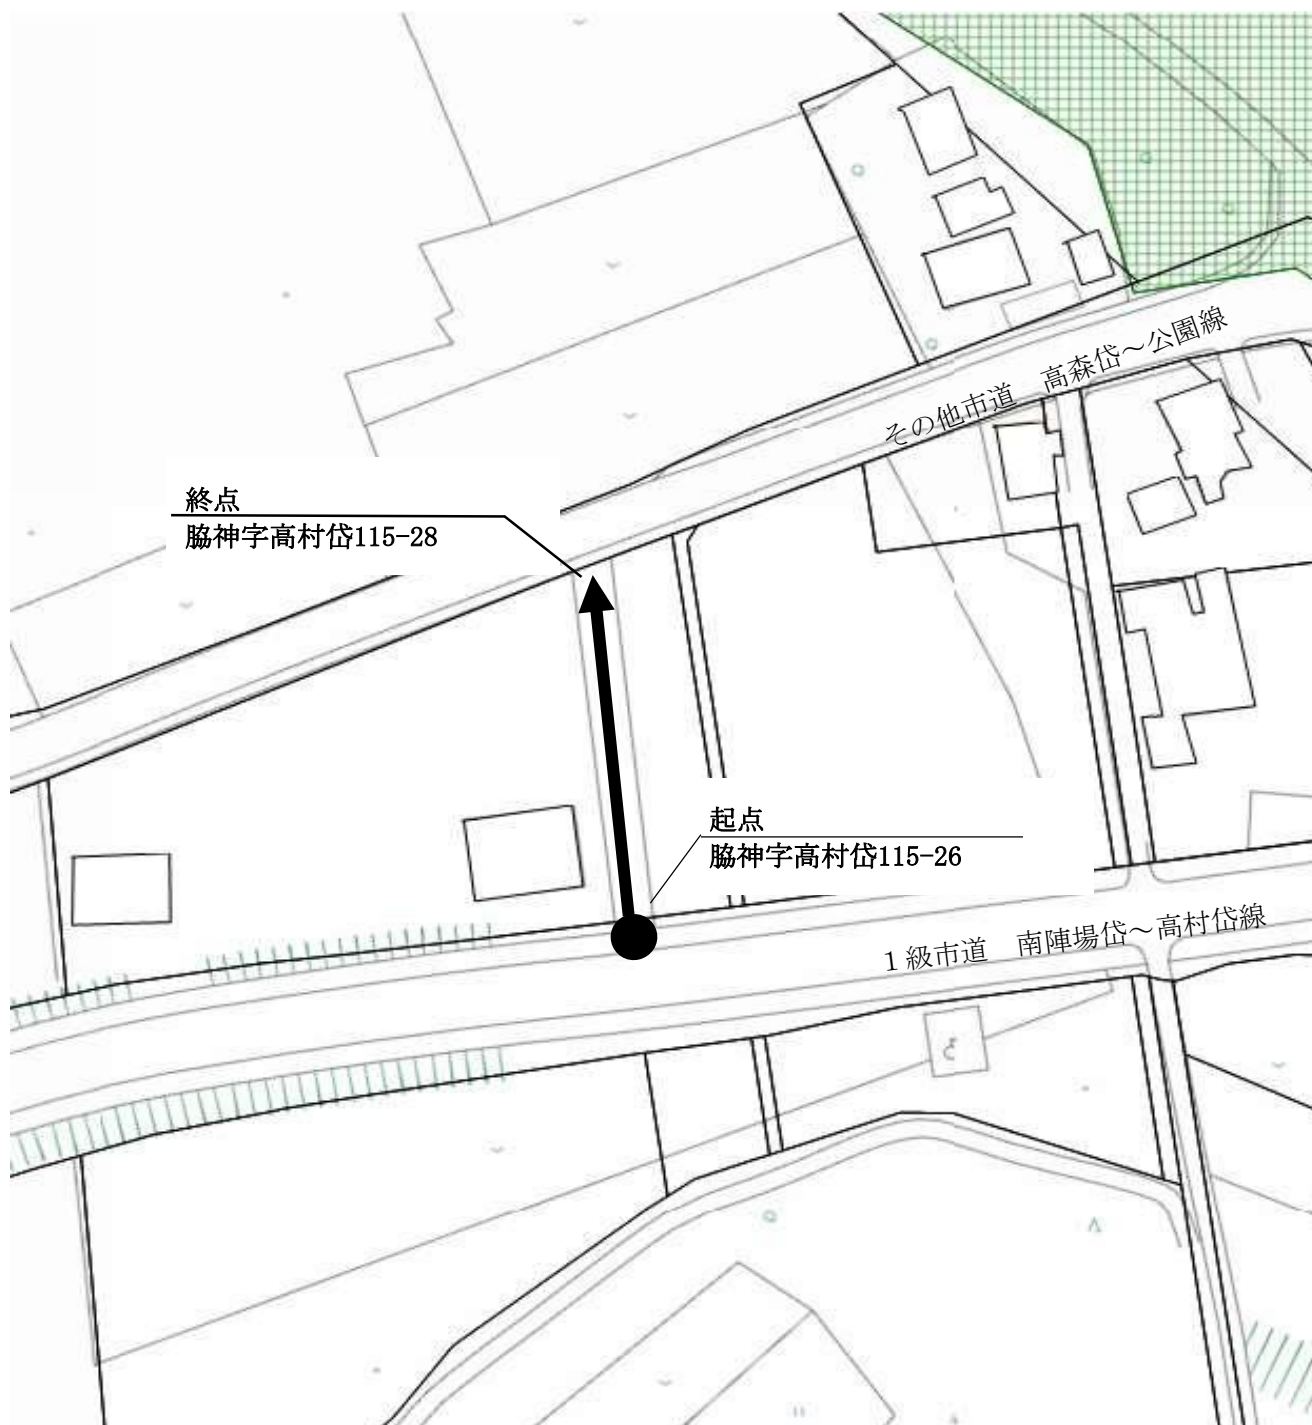 その他市道 高森岱～公園線
終点
脇神字高村岱115-28
起点
脇神字高村岱115-26
１級市道 南陣場岱～高村岱線